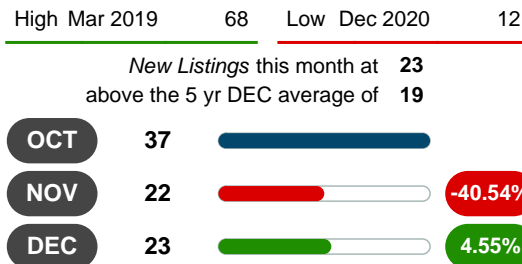 High Mar 2019 68 Low Dec 2020 12
New Listings this month at 23
above the 5 yr DEC average of 19
OCT 37
NOV 22 -40.54%
DEC 23 4.55%